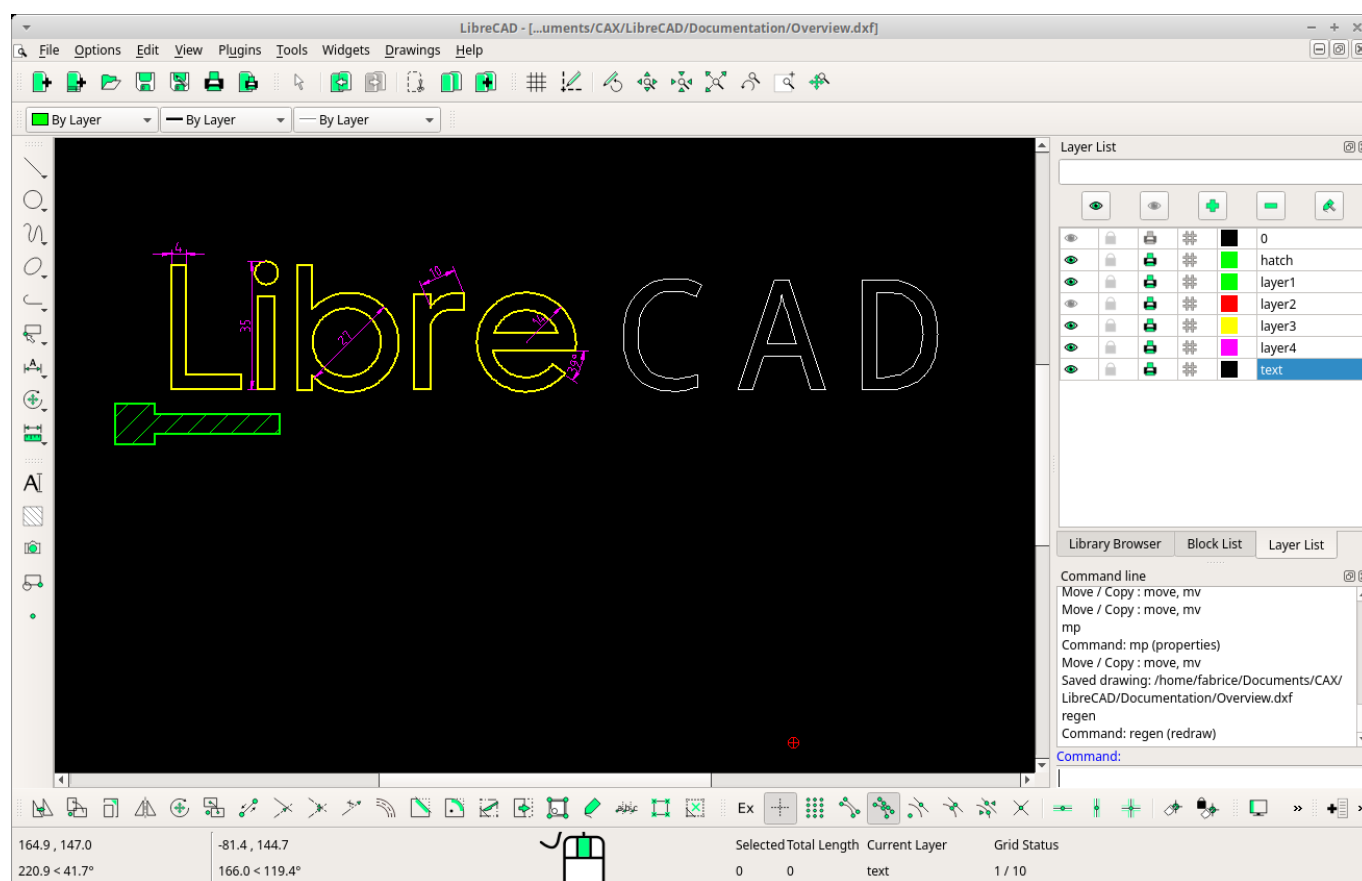 LibreCAD - [...uments/CAX/LibreCAD/Documentation/Overview.dxf]
File Options Edit View Plugins Tools Widgets Drawings Help
By Layer By Layer By Layer
Layer List
0
hatch
layer1
layer2
layer3
layer4
text
4
35
27
10
39°
Libre CAD
Library Browser Block List Layer List
Command line
Move / Copy : move, mv
Move / Copy : move, mv
mp
Command: mp (properties)
Move / Copy : move, mv
Saved drawing: /home/fabrice/Documents/CAX/
LibreCAD/Documentation/Overview.dxf
regen
Command: regen (redraw)
Command:
A
AI
Ex
164.9 , 147.0 -81.4 , 144.7 Selected Total Length Current Layer Grid Status
220.9 < 41.7° 166.0 < 119.4° 0 0 text 1 / 10